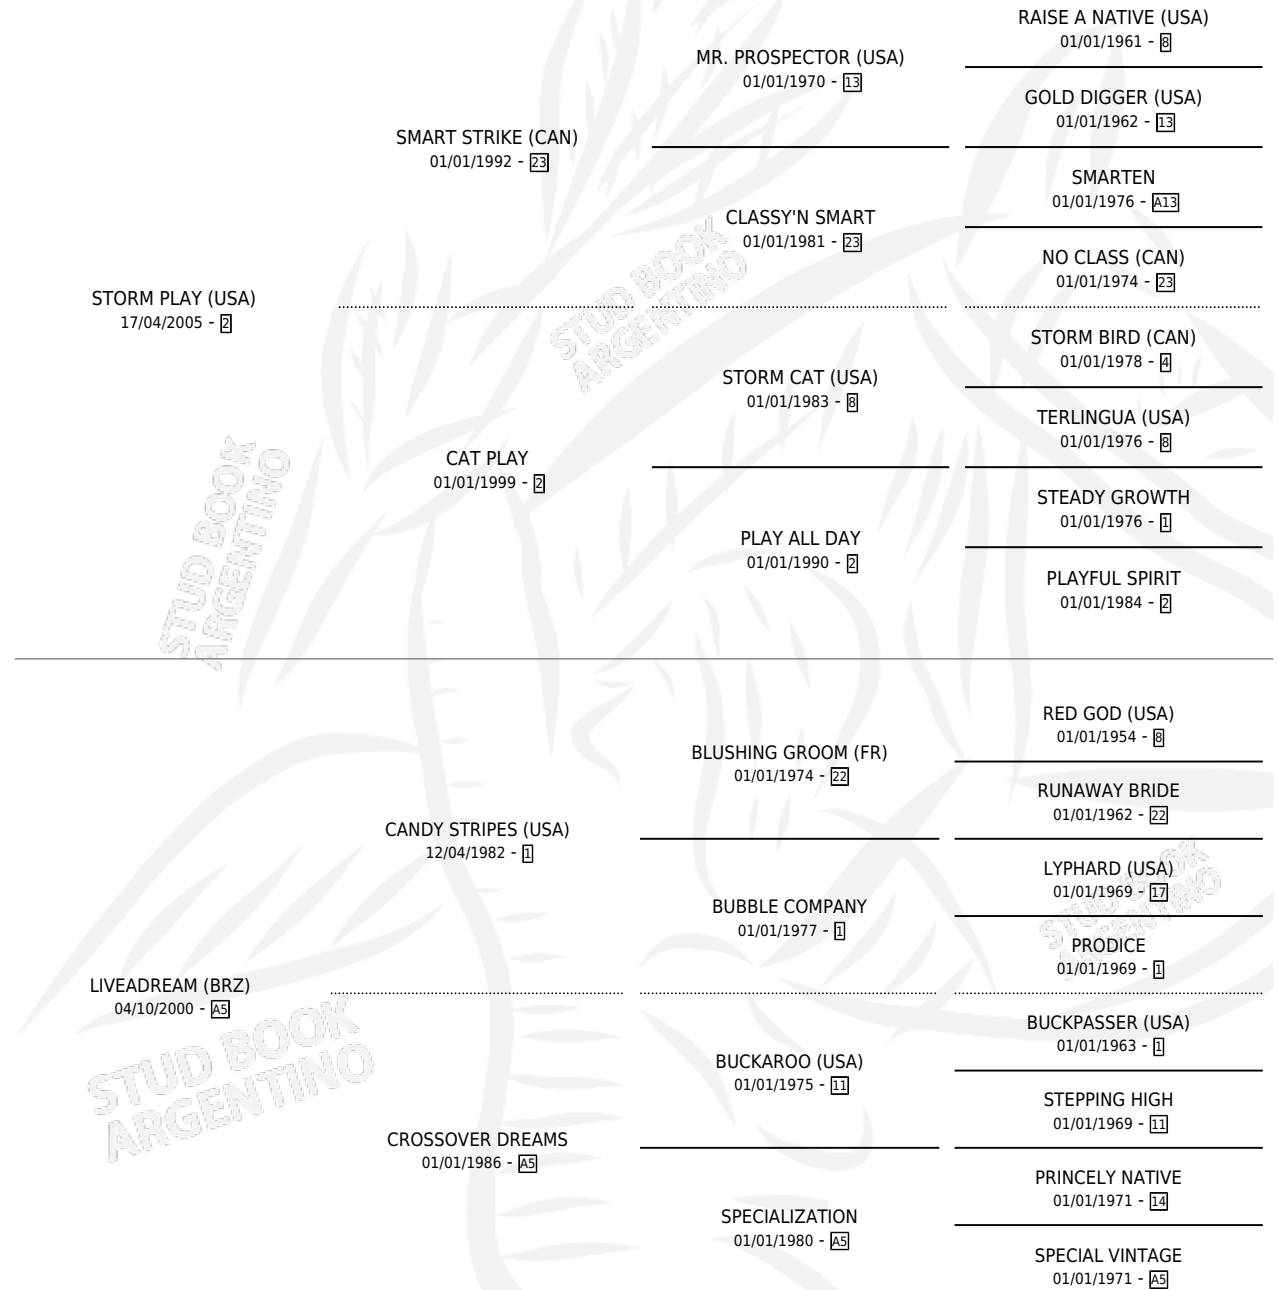 RAISE A NATIVE (USA)
01/01/1961 - 8
MR. PROSPECTOR (USA)
01/01/1970 - 13
GOLD DIGGER (USA)
01/01/1962 - 13
SMART STRIKE (CAN)
01/01/1992 - 23
SMARTEN
01/01/1976 - A13
CLASSY'N SMART
01/01/1981 - 23
NO CLASS (CAN)
01/01/1974 - 23
STORM PLAY (USA)
17/04/2005 - 2
STUD BOOK
ARGENTINO
STORM BIRD (CAN)
01/01/1978 - 4
STORM CAT (USA)
01/01/1983 - 8
TERLINGUA (USA)
01/01/1976 - 8
CAT PLAY
01/01/1999 - 2
STEADY GROWTH
01/01/1976 - 1
PLAY ALL DAY
01/01/1990 - 2
PLAYFUL SPIRIT
01/01/1984 - 2
STUD BOOK
ARGENTINO
RED GOD (USA)
01/01/1954 - 8
BLUSHING GROOM (FR)
01/01/1974 - 22
RUNAWAY BRIDE
01/01/1962 - 22
CANDY STRIPES (USA)
12/04/1982 - 1
LYPHARD (USA)
01/01/1969 - 17
BUBBLE COMPANY
01/01/1977 - 1
STUD BOOK
ARGENTINO
PRODICE
01/01/1969 - 1
LIVEADREAM (BRZ)
04/10/2000 - A5
STUD BOOK
ARGENTINO
BUCKPASSER (USA)
01/01/1963 - 1
BUCKAROO (USA)
01/01/1975 - 11
STEPPING HIGH
01/01/1969 - 11
CROSSOVER DREAMS
01/01/1986 - A5
PRINCELY NATIVE
01/01/1971 - 14
SPECIALIZATION
01/01/1980 - A5
SPECIAL VINTAGE
01/01/1971 - A5